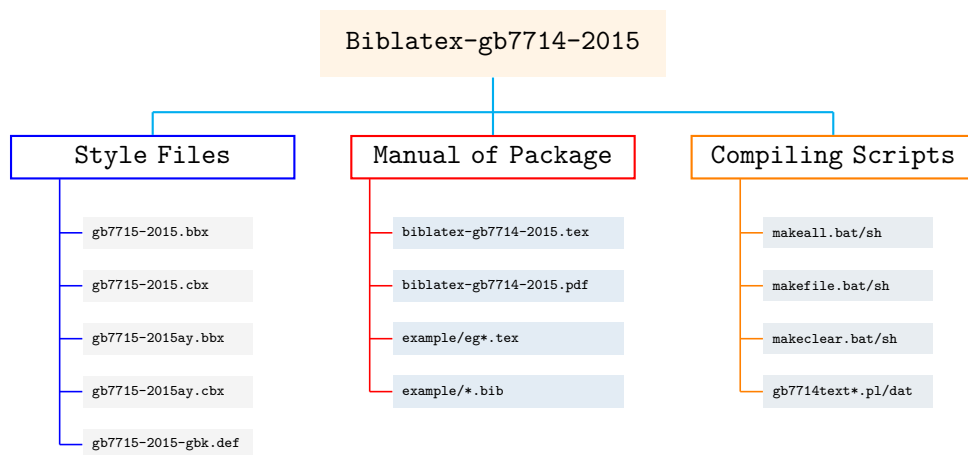 Biblatex-gb7714-2015
Style Files
gb7715-2015.bbx
gb7715-2015.cbx
gb7715-2015ay.bbx
gb7715-2015ay.cbx
gb7715-2015-gbk.def
Manual of Package
biblatex-gb7714-2015.tex
biblatex-gb7714-2015.pdf
example/eg*.tex
example/*.bib
Compiling Scripts
makeall.bat/sh
makefile.bat/sh
makeclear.bat/sh
gb7714text*.pl/dat